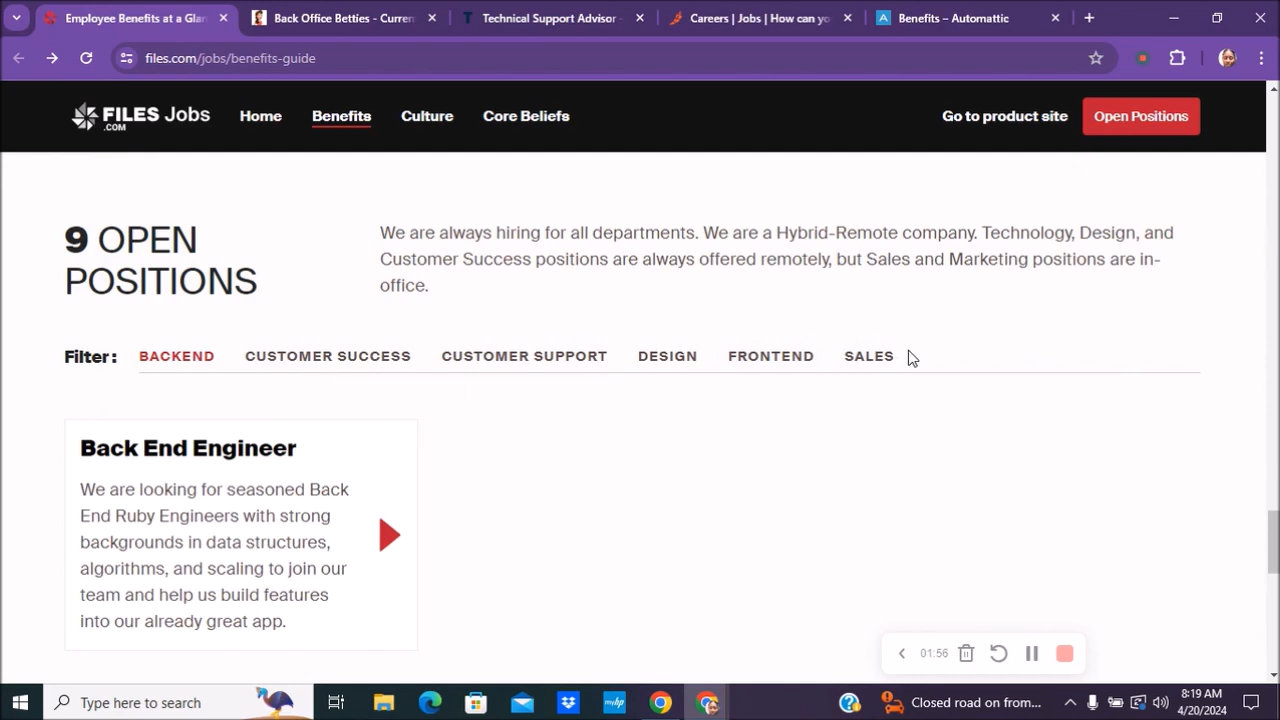 Employee Benefits at a Glan
Back Office Betties - Curren
Technical Support Advisor -
Careers | Jobs | How can yo
Benefits – Automattic
files.com/jobs/benefits-guide
FILES Jobs
.COM
Home
Benefits
Culture
Core Beliefs
Go to product site
Open Positions
9 OPEN
POSITIONS
We are always hiring for all departments. We are a Hybrid-Remote company. Technology, Design, and
Customer Success positions are always offered remotely, but Sales and Marketing positions are in-
office.
Filter:
BACKEND
CUSTOMER SUCCESS
CUSTOMER SUPPORT
DESIGN
FRONTEND
SALES
Back End Engineer
We are looking for seasoned Back
End Ruby Engineers with strong
backgrounds in data structures,
algorithms, and scaling to join our
team and help us build features
into our already great app.
01:56
Type here to search
myhp
Closed road on from...
8:19 AM
4/20/2024